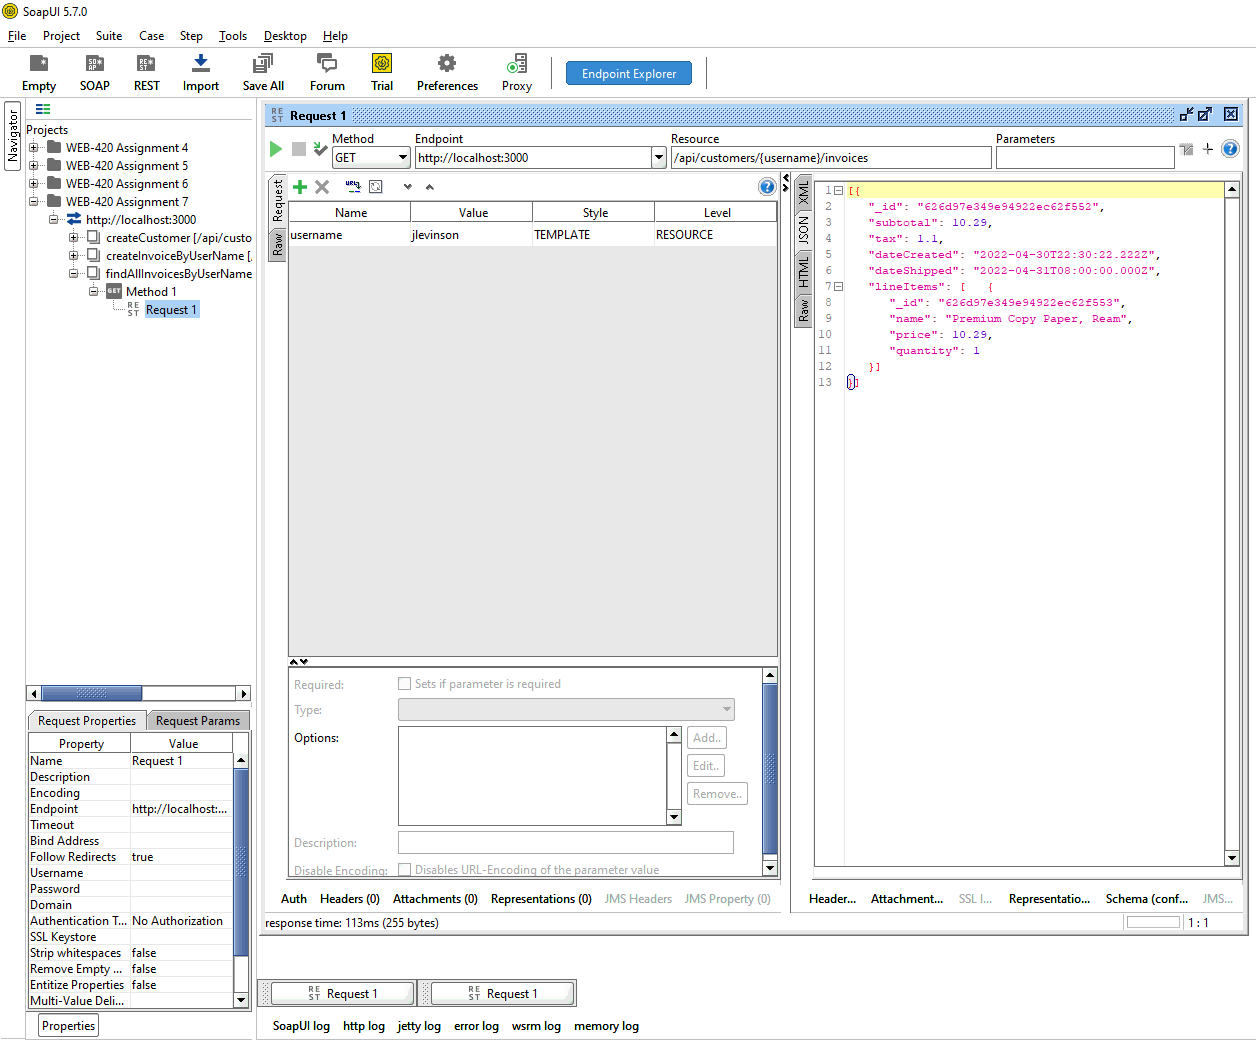 SoapUI 5.7.0
File Project Suite Case Step Tools Desktop Help
Empty SOAP REST Import Save All Forum Trial Preferences Proxy Endpoint Explorer
Navigator
Projects
WEB-420 Assignment 4
WEB-420 Assignment 5
WEB-420 Assignment 6
WEB-420 Assignment 7
http://localhost:3000
createCustomer [/api/custo
createInvoiceByUserName [
findAllInvoicesByUserName
GET Method 1
REST Request 1
Request Properties Request Params
Property Value
Name Request 1
Description
Encoding
Endpoint http://localhost:...
Timeout
Bind Address
Follow Redirects true
Username
Password
Domain
Authentication T... No Authorization
SSL Keystore
Strip whitespaces false
Remove Empty ... false
Entitize Properties false
Multi-Value Deli...
Properties
REST Request 1
Method Endpoint Resource Parameters
GET http://localhost:3000 /api/customers/{username}/invoices
Request
Raw
Name Value Style Level
username jlevinson TEMPLATE RESOURCE
Required: Sets if parameter is required
Type:
Options:
Add..
Edit..
Remove..
Description:
Disable Encoding: Disables URL-Encoding of the parameter value
Auth Headers (0) Attachments (0) Representations (0) JMS Headers JMS Property (0)
XML
JSON
HTML
Raw
1 [{
2 "_id": "626d97e349e94922ec62f552",
3 "subtotal": 10.29,
4 "tax": 1.1,
5 "dateCreated": "2022-04-30T22:30:22.222Z",
6 "dateShipped": "2022-04-31T08:00:00.000Z",
7 "lineItems": [ {
8 "_id": "626d97e349e94922ec62f553",
9 "name": "Premium Copy Paper, Ream",
10 "price": 10.29,
11 "quantity": 1
12 }]
13 }]
Header... Attachment... SSL I... Representatio... Schema (conf... JMS...
response time: 113ms (255 bytes) 1 : 1
REST Request 1 REST Request 1
SoapUI log http log jetty log error log wsrm log memory log